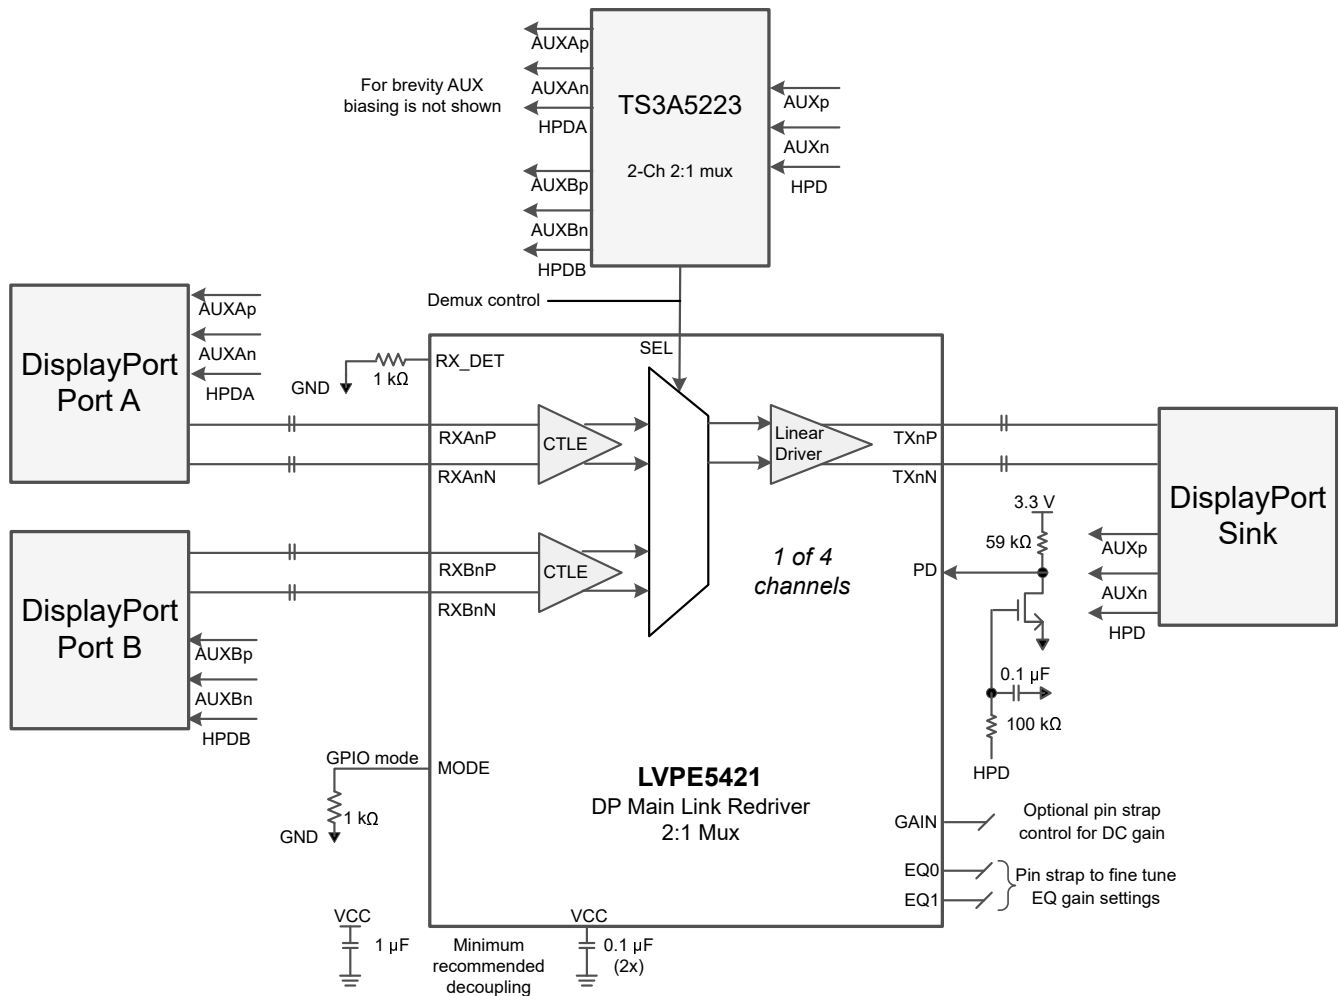 AUXAp
AUXAn
HPDA
AUXBp
AUXBn
HPDB
For brevity AUX
biasing is not shown
TS3A5223
2-Ch 2:1 mux
AUXp
AUXn
HPD
Demux control
DisplayPort
Port A
AUXAp
AUXAn
HPDA
GND
1 kΩ
RX_DET
SEL
RXAnP
RXAnN
CTLE
Linear
Driver
TXnP
TXnN
DisplayPort
Port B
AUXBp
AUXBn
HPDB
RXBnP
RXBnN
CTLE
1 of 4
channels
PD
3.3 V
59 kΩ
0.1 µF
100 kΩ
HPD
DisplayPort
Sink
AUXp
AUXn
HPD
GPIO mode
MODE
1 kΩ
GND
LVPE5421
DP Main Link Redriver
2:1 Mux
GAIN
Optional pin strap
control for DC gain
EQ0
EQ1
Pin strap to fine tune
EQ gain settings
VCC
1 µF
Minimum
recommended
decoupling
VCC
0.1 µF
(2x)